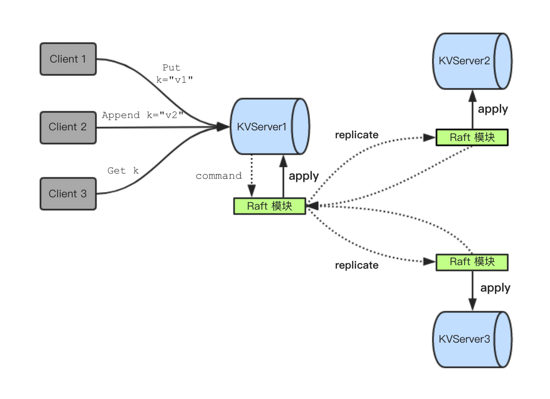 Client 1
Put
k="v1"
Client 2
Append k="v2"
Client 3
Get k
KVServer1
command
apply
Raft 模块
replicate
replicate
KVServer2
apply
Raft 模块
Raft 模块
apply
KVServer3